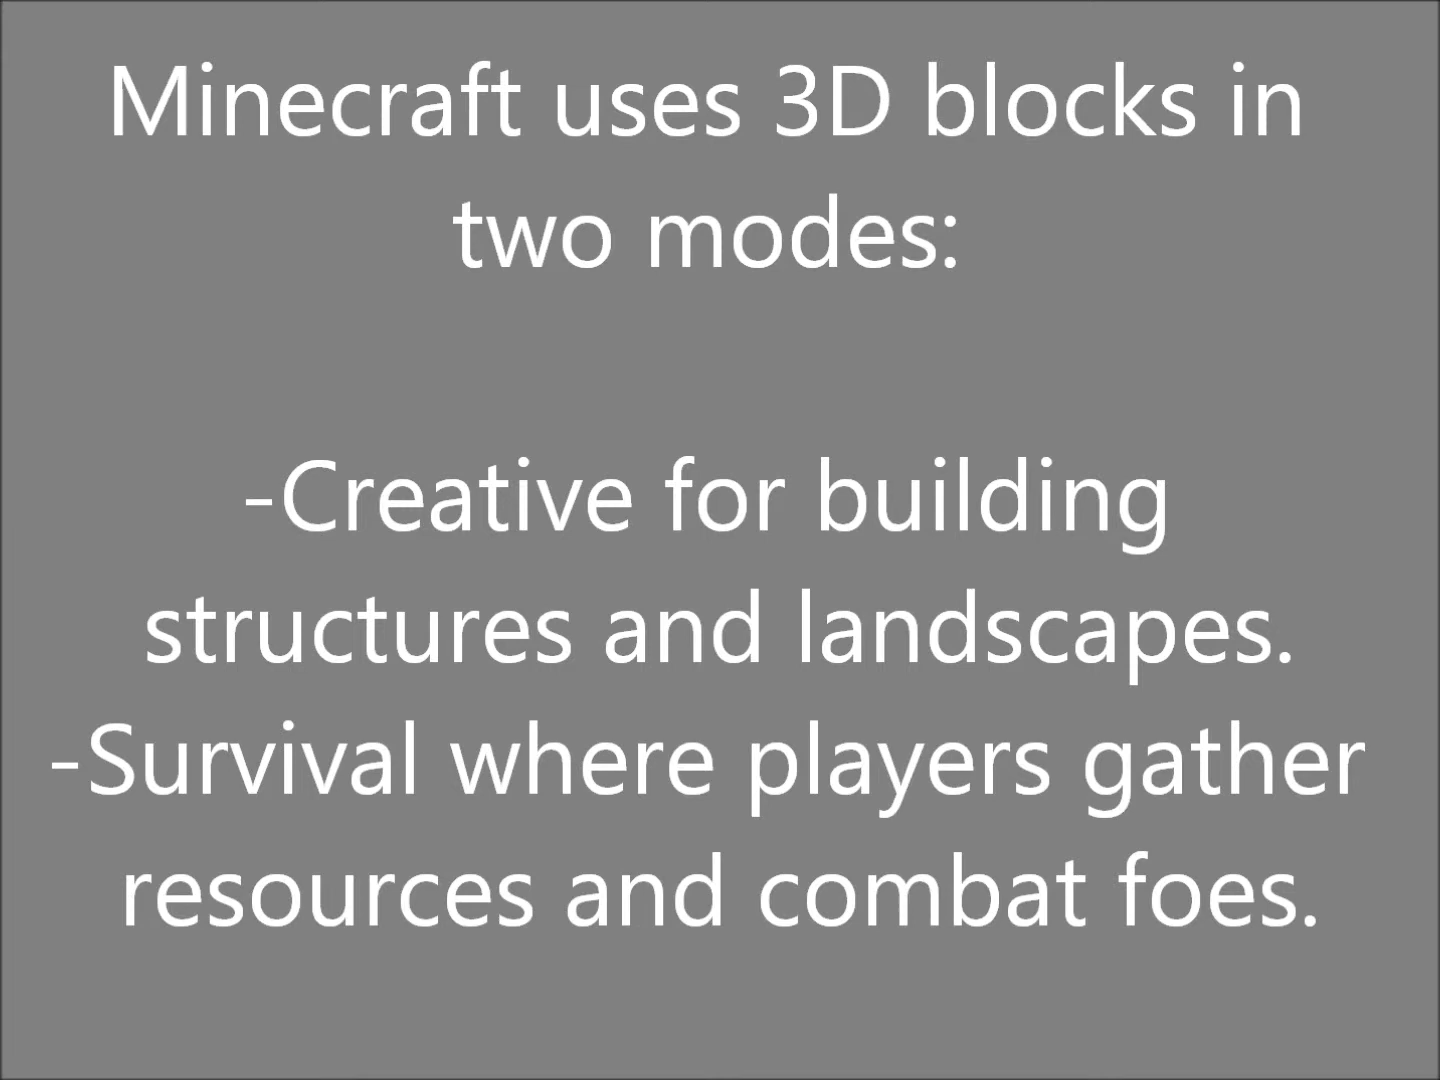 Minecraft uses 3D blocks in
two modes:
-Creative for building
structures and landscapes.
-Survival where players gather
resources and combat foes.